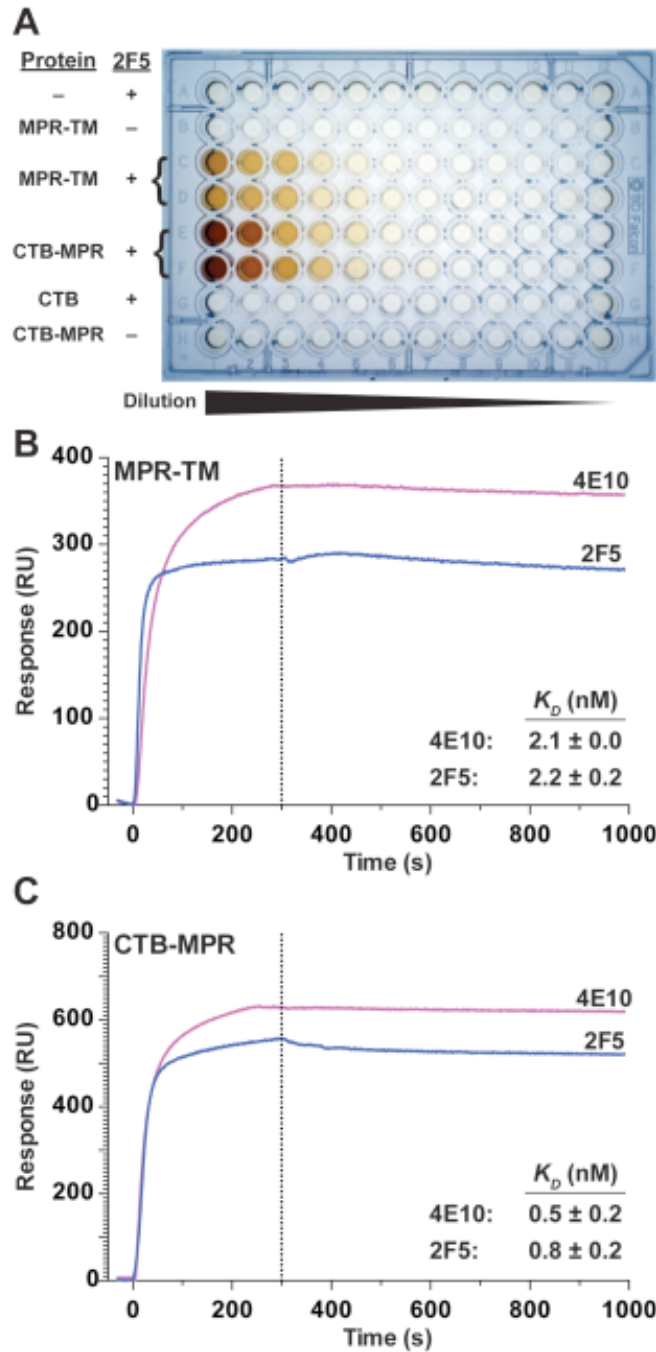 A
Protein 2F5
– +
MPR-TM –
MPR-TM +
CTB-MPR +
CTB +
CTB-MPR –
A
B
C
D
E
F
G
H
Dilution
B
MPR-TM
400
300
200
100
0
Response (RU)
4E10
2F5
K_D (nM)
4E10: 2.1 ± 0.0
2F5: 2.2 ± 0.2
0 200 400 600 800 1000
Time (s)
C
CTB-MPR
800
600
400
200
0
Response (RU)
4E10
2F5
K_D (nM)
4E10: 0.5 ± 0.2
2F5: 0.8 ± 0.2
0 200 400 600 800 1000
Time (s)